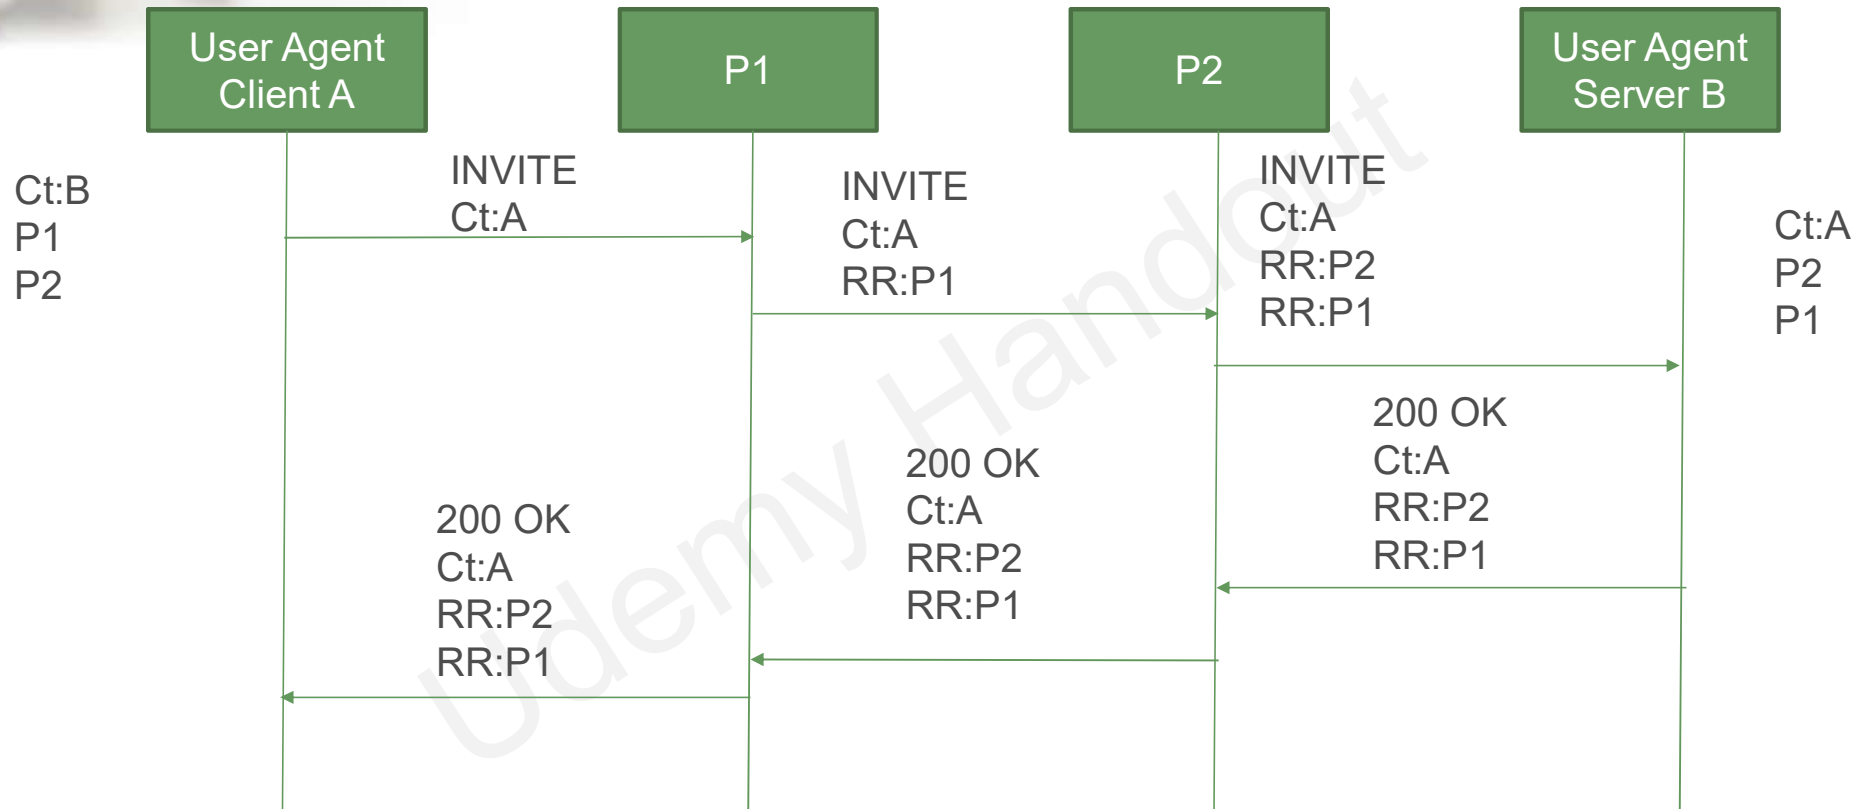 User Agent
Client A
P1
P2
User Agent
Server B
Ct:B
P1
P2
INVITE
Ct:A
INVITE
Ct:A
RR:P1
INVITE
Ct:A
RR:P2
RR:P1
Ct:A
P2
P1
200 OK
Ct:A
RR:P2
RR:P1
200 OK
Ct:A
RR:P2
RR:P1
200 OK
Ct:A
RR:P2
RR:P1
Udemy Handout